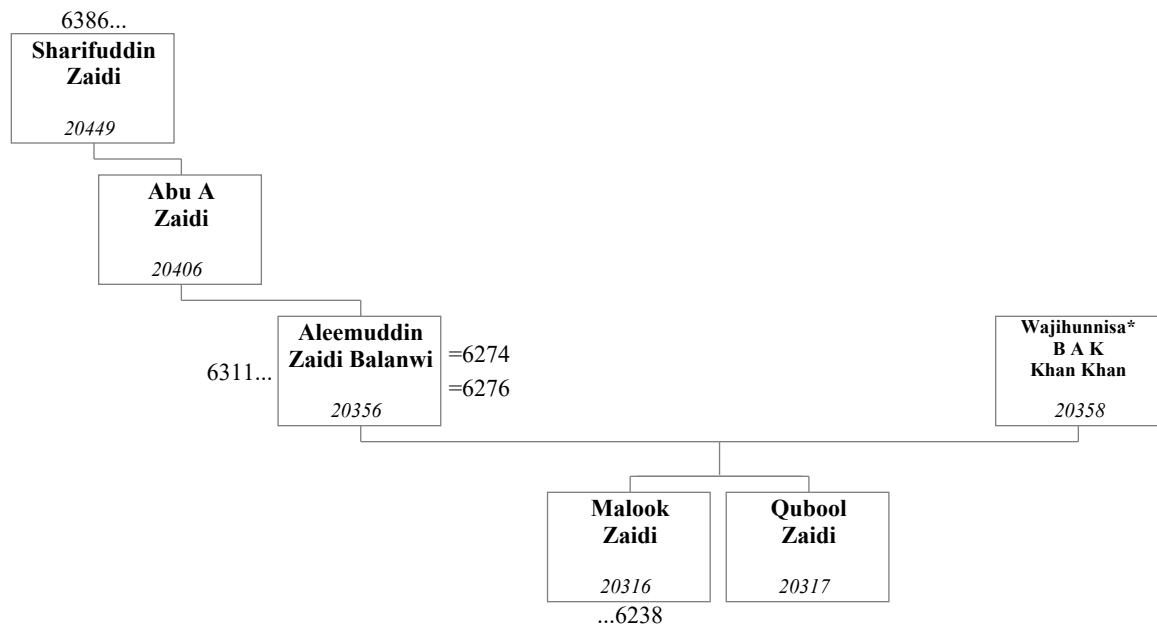 6386...
Sharifuddin
Zaidi
20449
Abu A
Zaidi
20406
6311...
Aleemuddin
Zaidi Balanwi
20356
=6274
=6276
Wajihunnisa*
B A K
Khan Khan
20358
Malook
Zaidi
20316
...6238
Qubool
Zaidi
20317